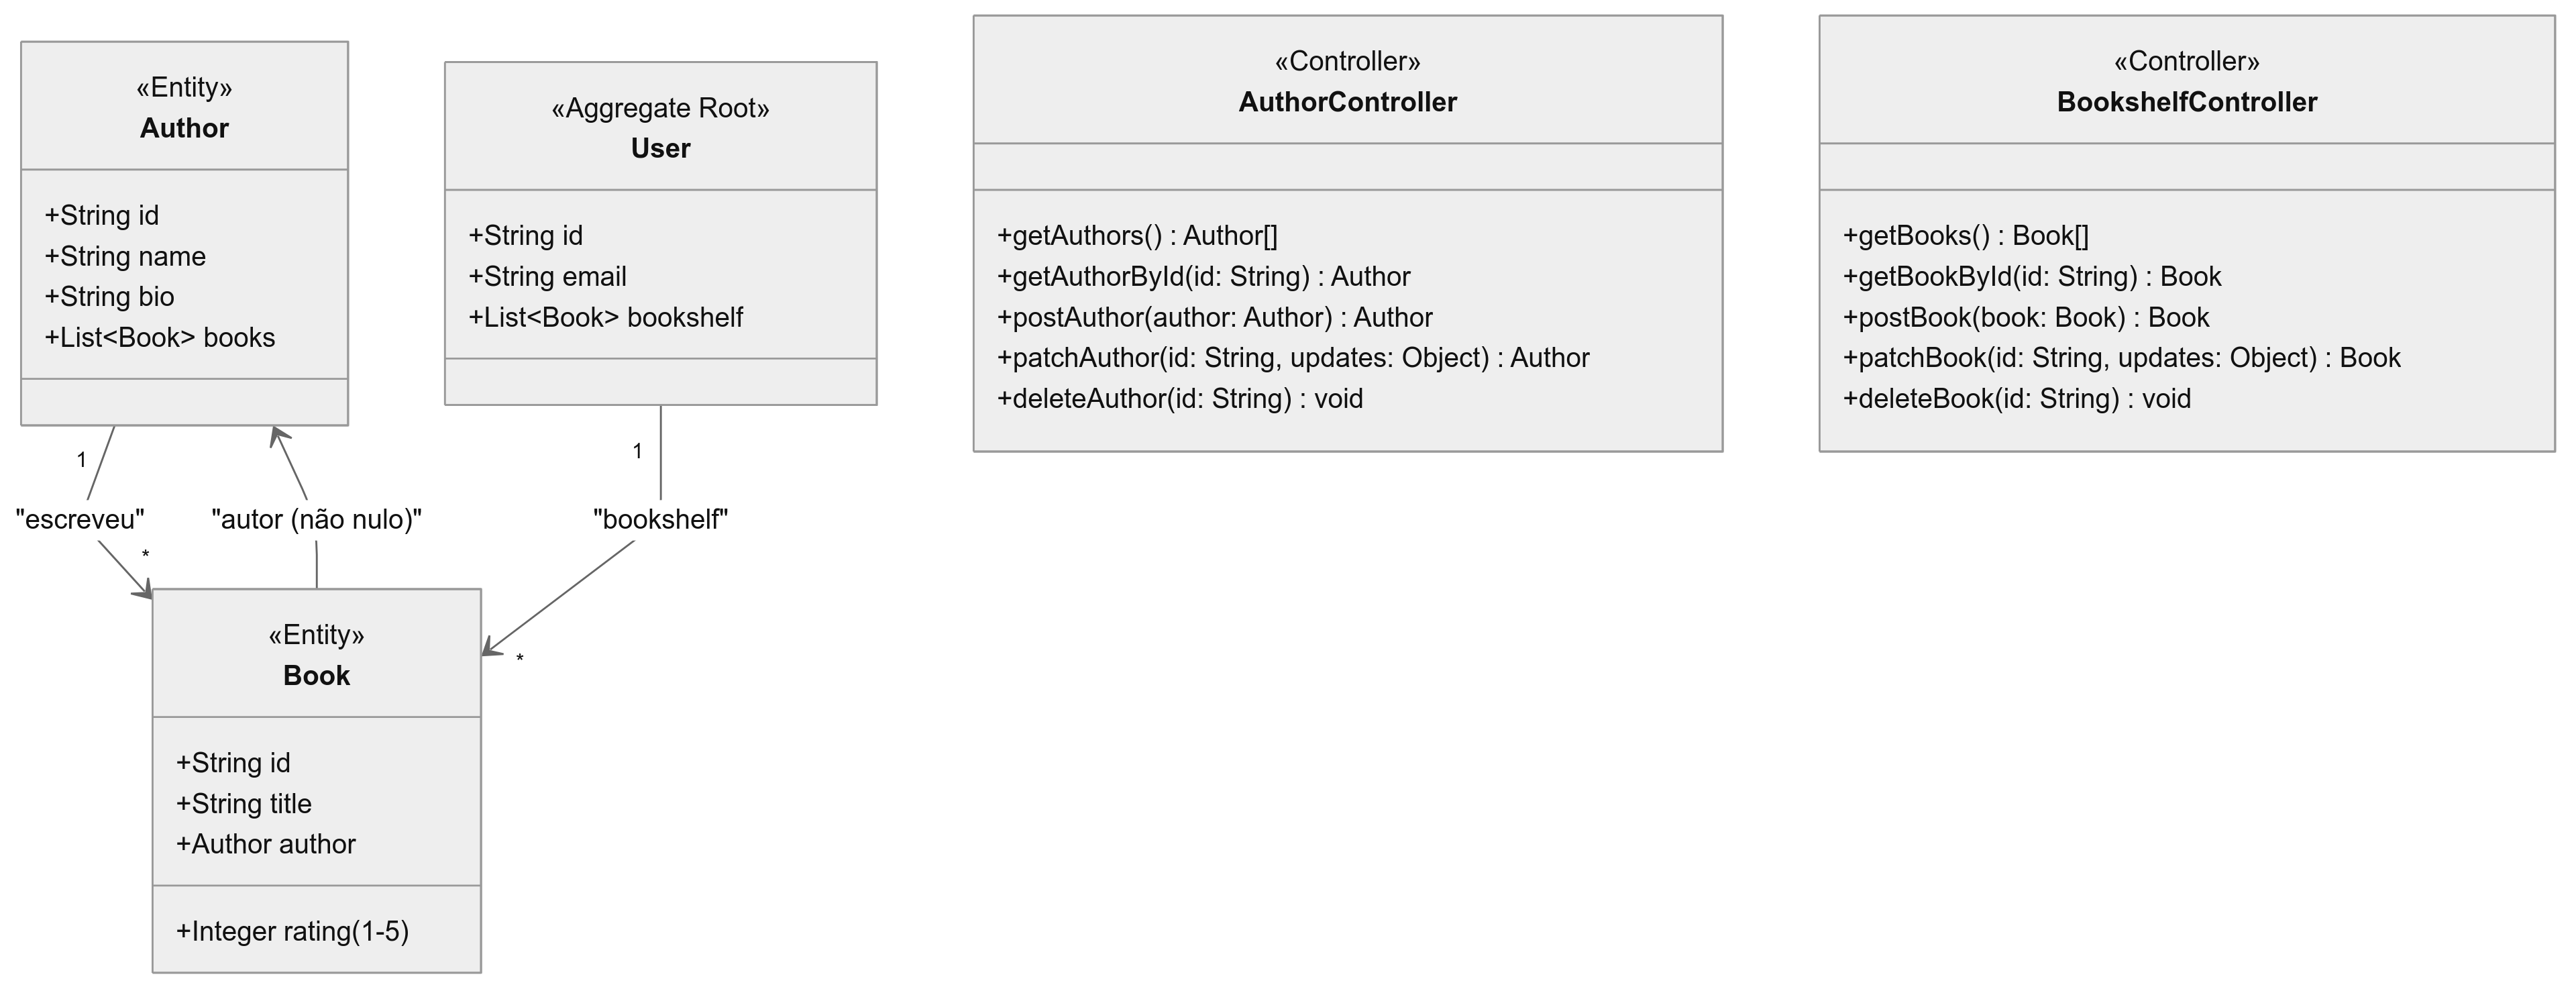 «Entity»
Author
+String id
+String name
+String bio
+List<Book> books
«Aggregate Root»
User
+String id
+String email
+List<Book> bookshelf
«Controller»
AuthorController
+getAuthors() : Author[]
+getAuthorById(id: String) : Author
+postAuthor(author: Author) : Author
+patchAuthor(id: String, updates: Object) : Author
+deleteAuthor(id: String) : void
«Controller»
BookshelfController
+getBooks() : Book[]
+getBookById(id: String) : Book
+postBook(book: Book) : Book
+patchBook(id: String, updates: Object) : Book
+deleteBook(id: String) : void
1
"escreveu"
*
"autor (não nulo)"
1
"bookshelf"
*
«Entity»
Book
+String id
+String title
+Author author
+Integer rating(1-5)